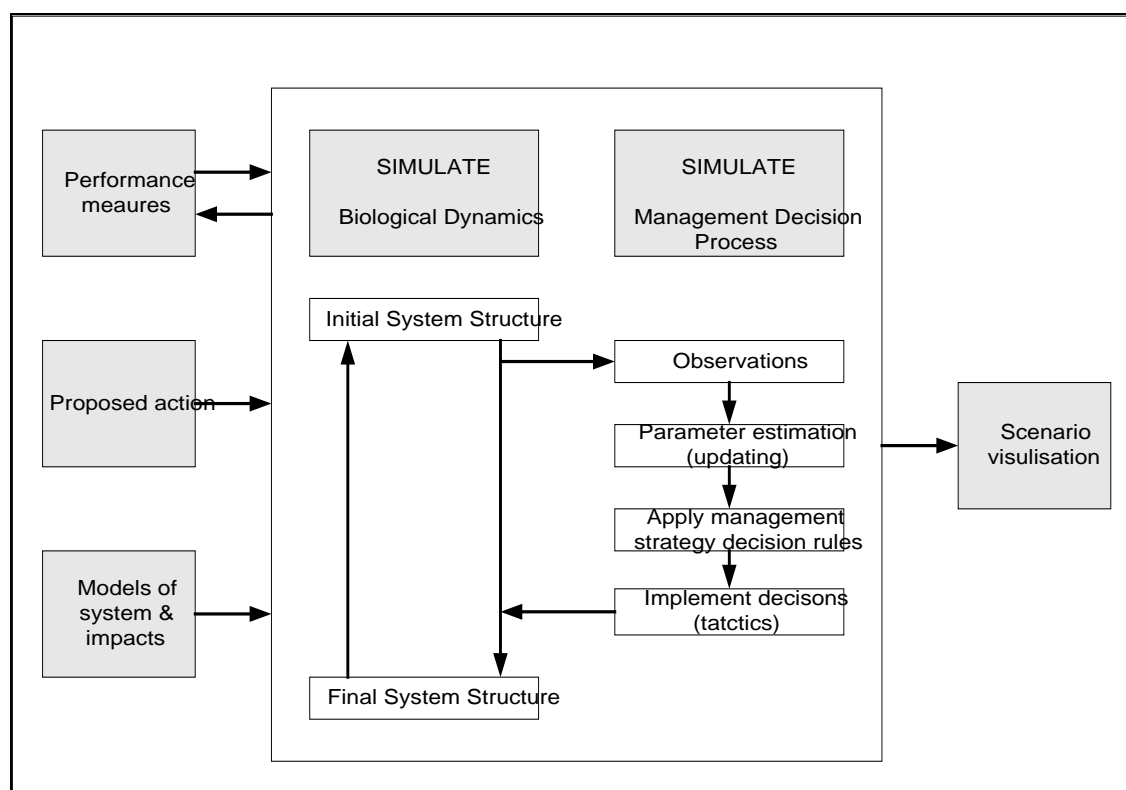 Performance
meaures
SIMULATE
Biological Dynamics
SIMULATE
Management Decision
Process
Initial System Structure
Proposed action
Observations
Parameter estimation
(updating)
Scenario
visulisation
Apply management
strategy decision rules
Models of
system &
impacts
Implement decisons
(tatctics)
Final System Structure